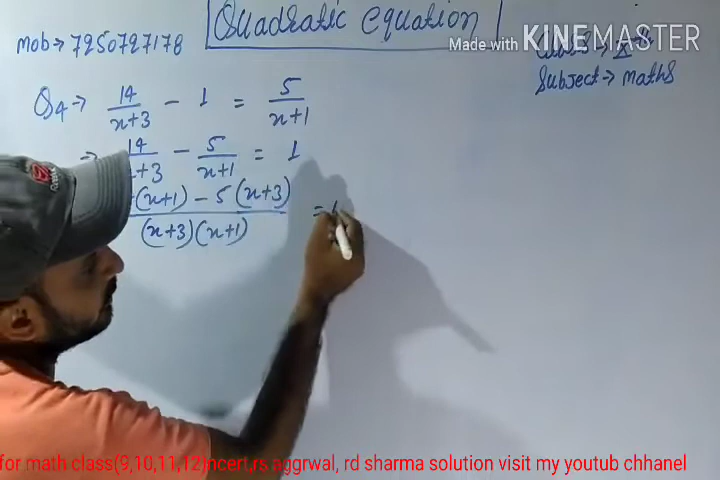 Quadratic equation
Made with KINEMASTER
mob→ 7250727178
Subject→ maths
Q4→ 14/x+3 - 1 = 5/x+1
⇒ 14/x+3 - 5/x+1 = 1
(x+1) - 5(x+3) / (x+3)(x+1) =
for math class(9,10,11,12)ncert,rs aggrwal, rd sharma solution visit my youtub chhanel